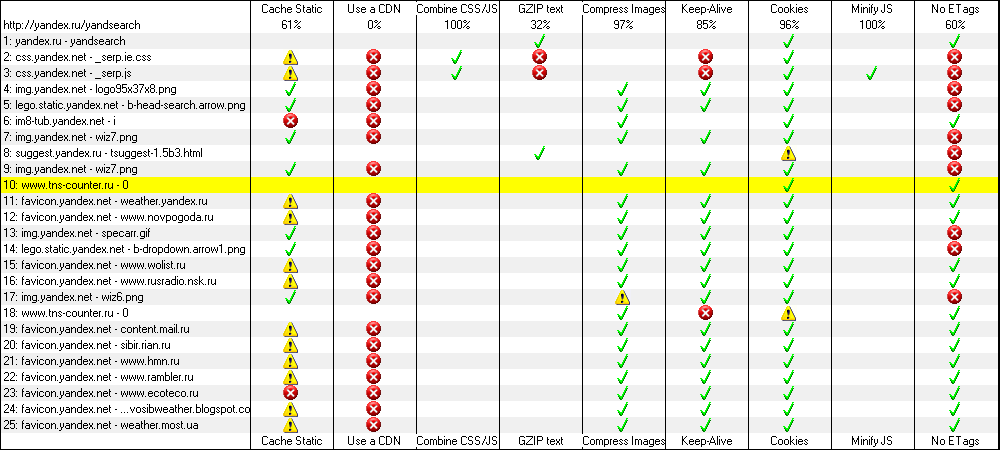 Cache Static Use a CDN Combine CSS/JS GZIP text Compress Images Keep-Alive Cookies Minify JS No ETags
http://yandex.ru/yandsearch 61% 0% 100% 32% 97% 85% 96% 100% 60%
1: yandex.ru - yandsearch
2: css.yandex.net - _serp.ie.css
3: css.yandex.net - _serp.js
4: img.yandex.net - logo95x37x8.png
5: lego.static.yandex.net - b-head-search.arrow.png
6: im8-tub.yandex.net - i
7: img.yandex.net - wiz7.png
8: suggest.yandex.ru - tsuggest-1.5b3.html
9: img.yandex.net - wiz7.png
10: www.tns-counter.ru - 0
11: favicon.yandex.net - weather.yandex.ru
12: favicon.yandex.net - www.novpogoda.ru
13: img.yandex.net - specarr.gif
14: lego.static.yandex.net - b-dropdown.arrow1.png
15: favicon.yandex.net - www.wolist.ru
16: favicon.yandex.net - www.rusradio.nsk.ru
17: img.yandex.net - wiz6.png
18: www.tns-counter.ru - 0
19: favicon.yandex.net - content.mail.ru
20: favicon.yandex.net - sibir.rian.ru
21: favicon.yandex.net - www.hmn.ru
22: favicon.yandex.net - www.rambler.ru
23: favicon.yandex.net - www.ecoteco.ru
24: favicon.yandex.net - ...vosibweather.blogspot.co
25: favicon.yandex.net - weather.most.ua
Cache Static Use a CDN Combine CSS/JS GZIP text Compress Images Keep-Alive Cookies Minify JS No ETags